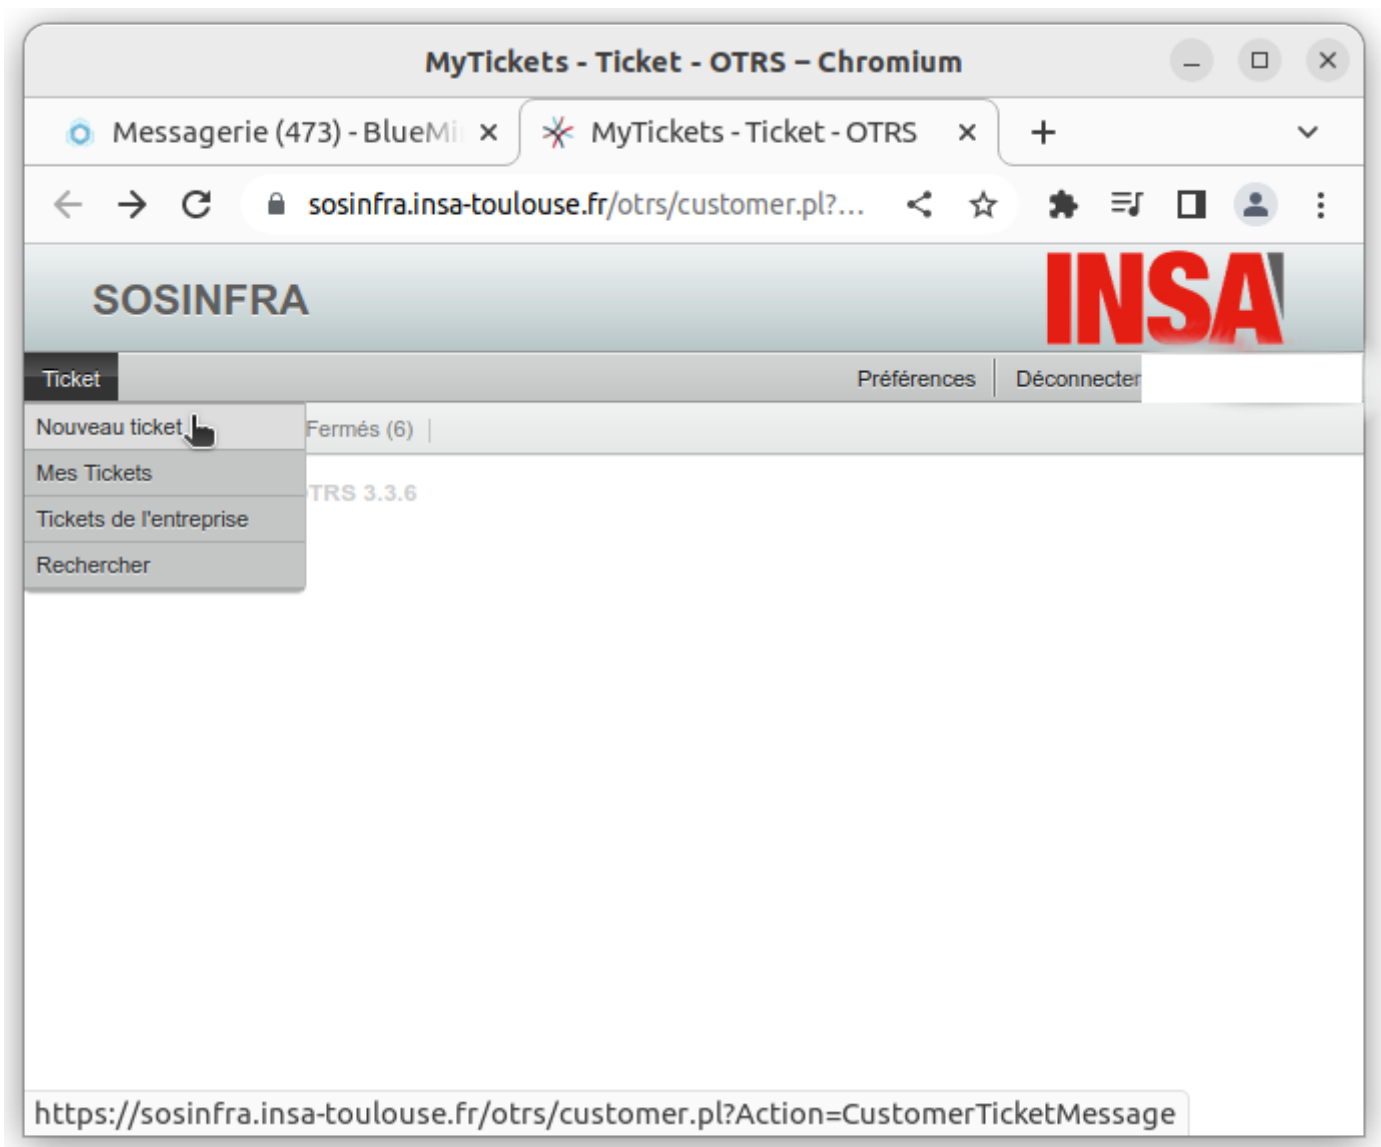 MyTickets - Ticket - OTRS – Chromium
Messagerie (473) - BlueMi
MyTickets - Ticket - OTRS
sosinfra.insa-toulouse.fr/otrs/customer.pl?...
SOSINFRA
INSA
Ticket
Préférences
Déconnecter
Nouveau ticket
Fermés (6)
Mes Tickets
TRS 3.3.6
Tickets de l'entreprise
Rechercher
https://sosinfra.insa-toulouse.fr/otrs/customer.pl?Action=CustomerTicketMessage